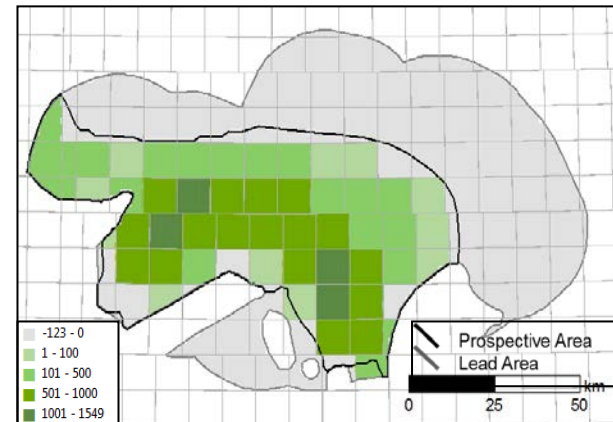 -123 - 0
1 - 100
101 - 500
501 - 1000
1001 - 1549
Prospective Area
Lead Area
km
0 25 50